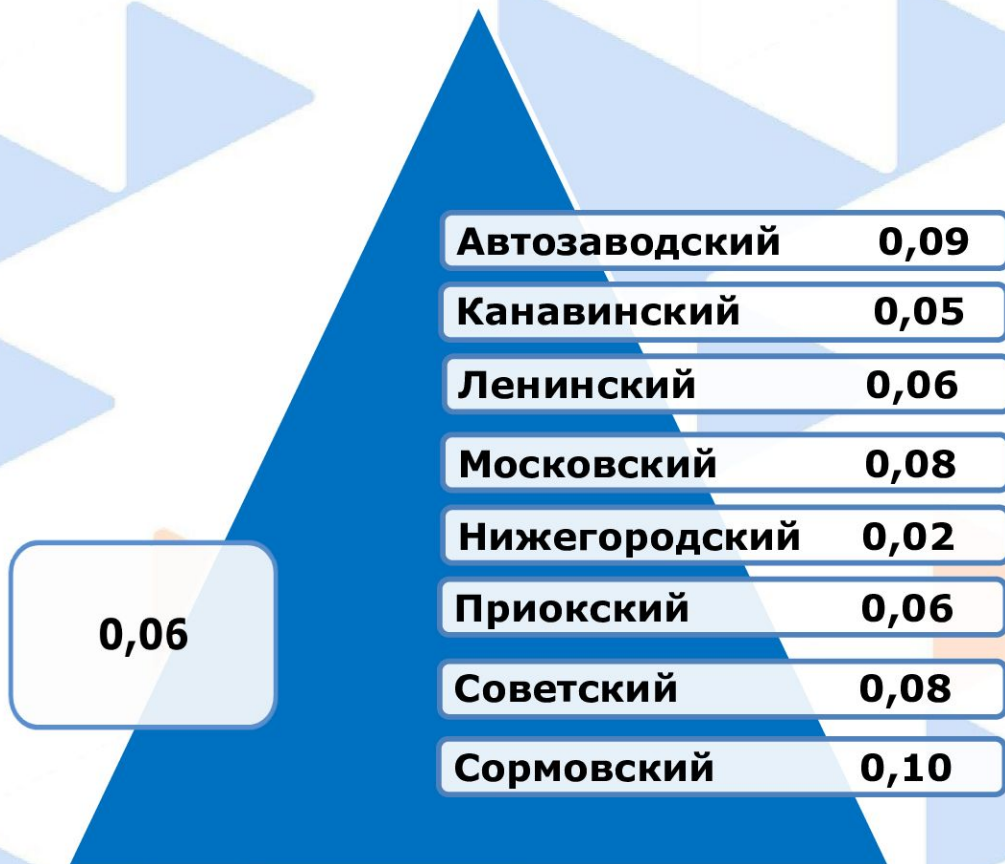 Автозаводский 0,09
Канавинский 0,05
Ленинский 0,06
Московский 0,08
Нижегородский 0,02
Приокский 0,06
Советский 0,08
Сормовский 0,10
0,06